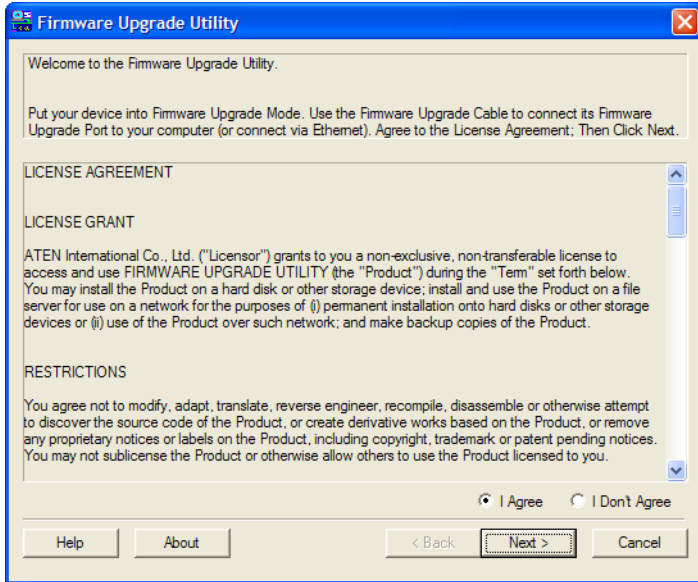 Firmware Upgrade Utility
Welcome to the Firmware Upgrade Utility.
Put your device into Firmware Upgrade Mode. Use the Firmware Upgrade Cable to connect its Firmware
Upgrade Port to your computer (or connect via Ethernet). Agree to the License Agreement; Then Click Next.
LICENSE AGREEMENT
LICENSE GRANT
ATEN International Co., Ltd. ("Licensor") grants to you a non-exclusive, non-transferable license to
access and use FIRMWARE UPGRADE UTILITY (the "Product") during the "Term" set forth below.
You may install the Product on a hard disk or other storage device; install and use the Product on a file
server for use on a network for the purposes of (i) permanent installation onto hard disks or other storage
devices or (ii) use of the Product over such network; and make backup copies of the Product.
RESTRICTIONS
You agree not to modify, adapt, translate, reverse engineer, recompile, disassemble or otherwise attempt
to discover the source code of the Product, or create derivative works based on the Product, or remove
any proprietary notices or labels on the Product, including copyright, trademark or patent pending notices.
You may not sublicense the Product or otherwise allow others to use the Product licensed to you.
I Agree I Don't Agree
Help About < Back Next > Cancel